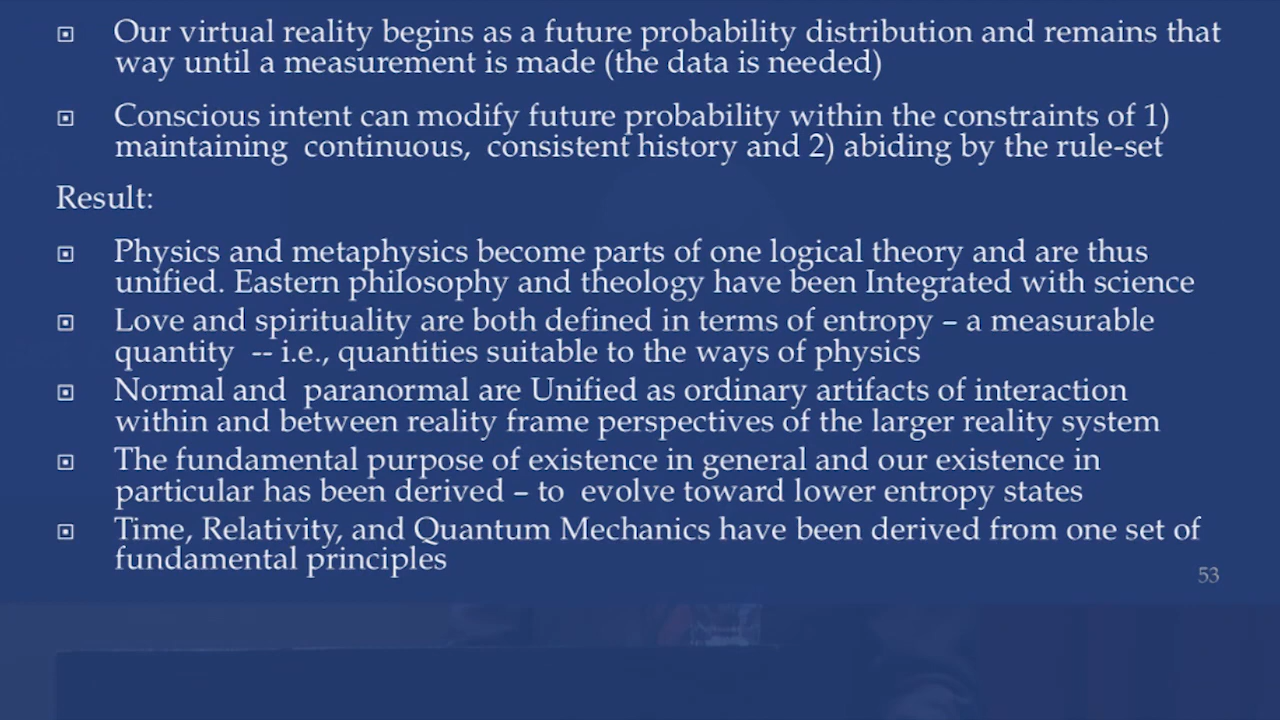 Our virtual reality begins as a future probability distribution and remains that
way until a measurement is made (the data is needed)
Conscious intent can modify future probability within the constraints of 1)
maintaining continuous, consistent history and 2) abiding by the rule-set
Result:
Physics and metaphysics become parts of one logical theory and are thus
unified. Eastern philosophy and theology have been Integrated with science
Love and spirituality are both defined in terms of entropy – a measurable
quantity -- i.e., quantities suitable to the ways of physics
Normal and paranormal are Unified as ordinary artifacts of interaction
within and between reality frame perspectives of the larger reality system
The fundamental purpose of existence in general and our existence in
particular has been derived – to evolve toward lower entropy states
Time, Relativity, and Quantum Mechanics have been derived from one set of
fundamental principles
53